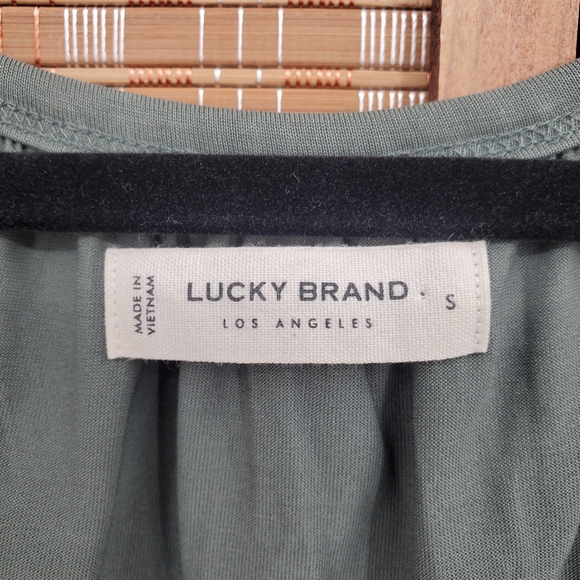 MADE IN
VIETNAM
LUCKY BRAND
LOS ANGELES
S